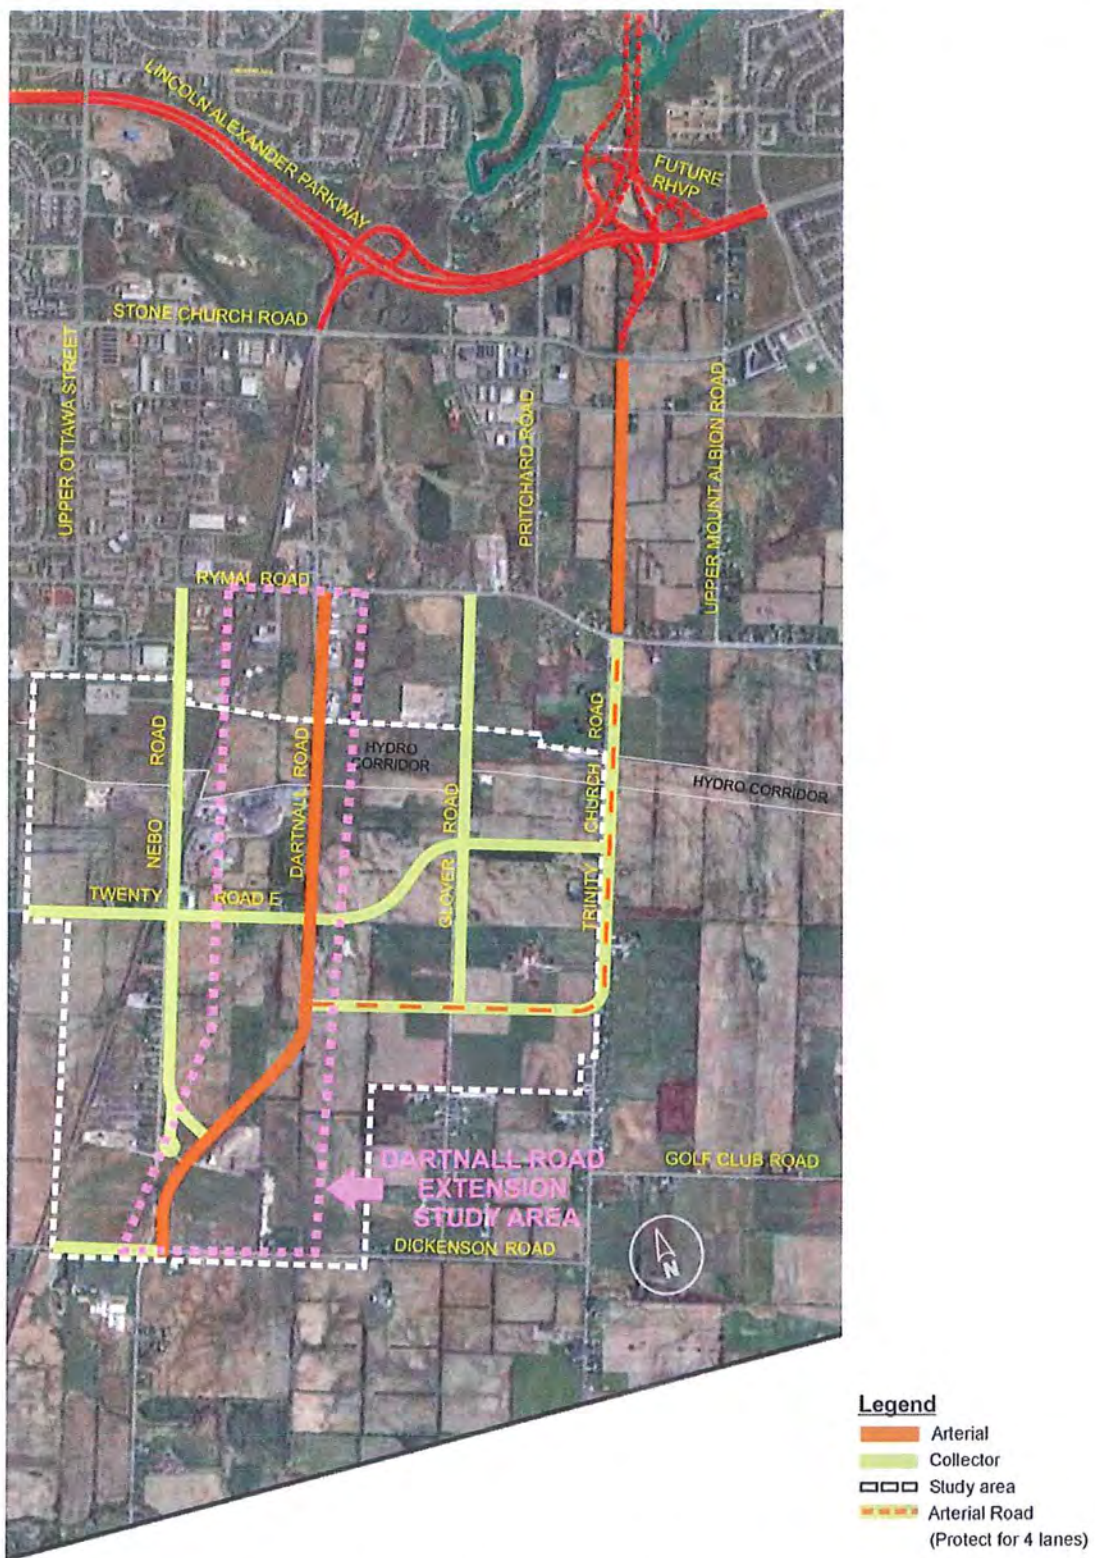 LINCOLN ALEXANDER PARKWAY
FUTURE
RHVP
STONE CHURCH ROAD
UPPER OTTAWA STREET
PRITCHARD ROAD
UPPER MOUNT ALBION ROAD
RYMAL ROAD
NEBO ROAD
DARTNALL ROAD
HYDRO
CORRIDOR
GLOVER ROAD
TRINITY CHURCH ROAD
HYDRO CORRIDOR
TWENTY ROAD E
DARTNALL ROAD
EXTENSION
STUDY AREA
GOLF CLUB ROAD
DICKENSON ROAD
N
Legend
Arterial
Collector
Study area
Arterial Road
(Protect for 4 lanes)